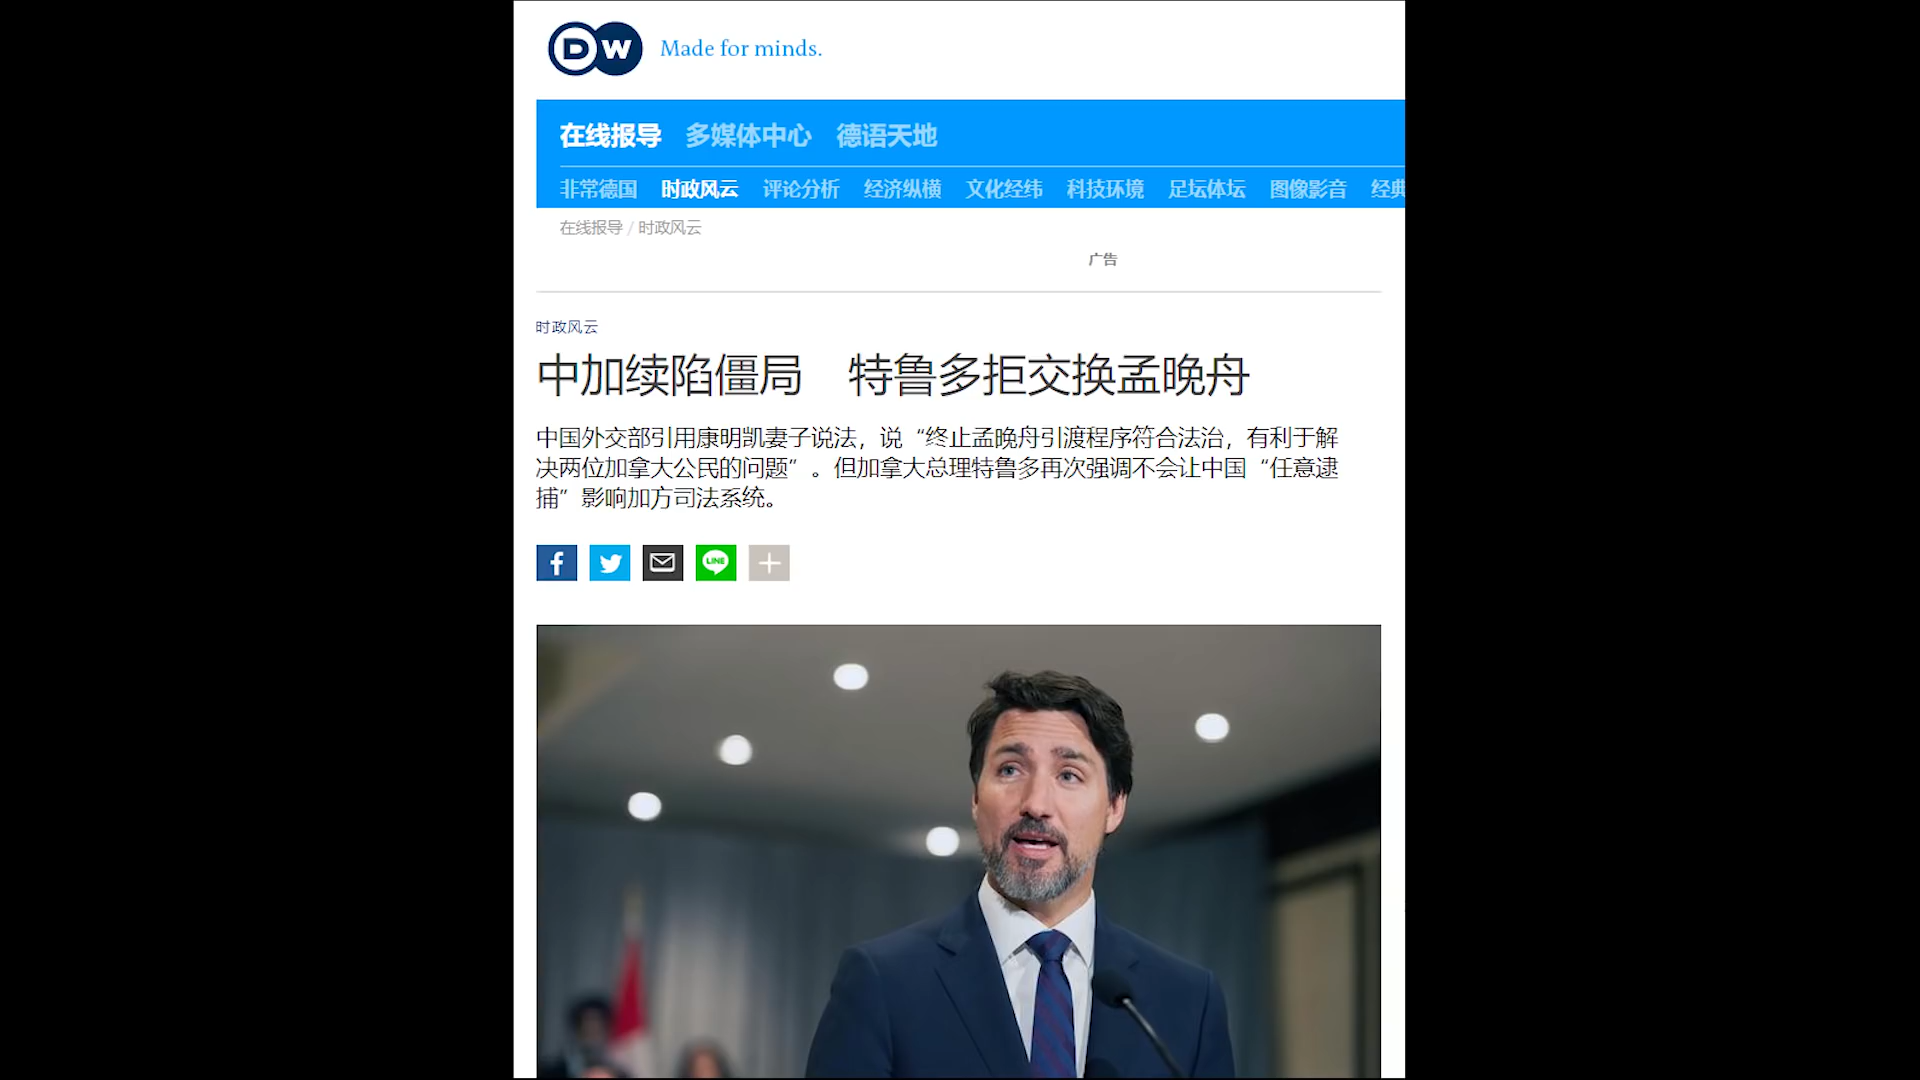 DW Made for minds.
在线报导 多媒体中心 德语天地
非常德国 时政风云 评论分析 经济纵横 文化经纬 科技环境 足坛体坛 图像影音 经典
在线报导 / 时政风云
广告
时政风云
中加续陷僵局 特鲁多拒交换孟晚舟
中国外交部引用康明凯妻子说法，说“终止孟晚舟引渡程序符合法治，有利于解
决两位加拿大公民的问题”。但加拿大总理特鲁多再次强调不会让中国“任意逮
捕”影响加方司法系统。
LINE